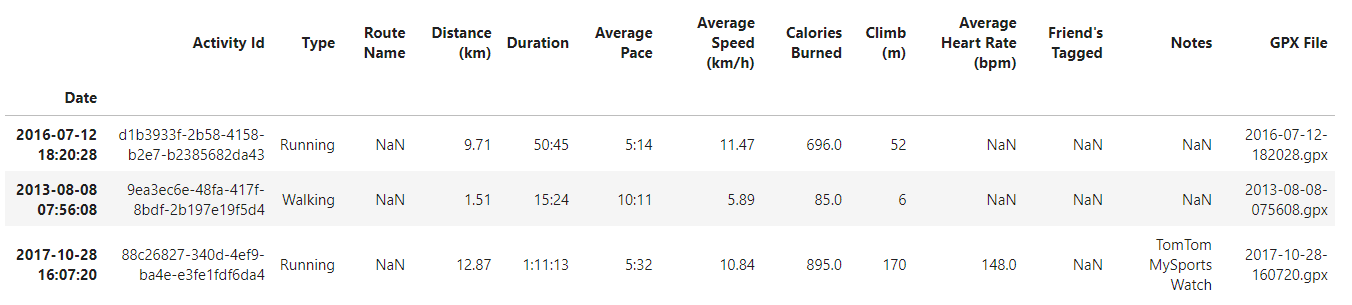 Activity Id Type Route Name Distance (km) Duration Average Pace Average Speed (km/h) Calories Burned Climb (m) Average Heart Rate (bpm) Friend's Tagged Notes GPX File
Date
2016-07-12 18:20:28 d1b3933f-2b58-4158-b2e7-b2385682da43 Running NaN 9.71 50:45 5:14 11.47 696.0 52 NaN NaN NaN 2016-07-12-182028.gpx
2013-08-08 07:56:08 9ea3ec6e-48fa-417f-8bdf-2b197e19f5d4 Walking NaN 1.51 15:24 10:11 5.89 85.0 6 NaN NaN NaN 2013-08-08-075608.gpx
2017-10-28 16:07:20 88c26827-340d-4ef9-ba4e-e3fe1fdf6da4 Running NaN 12.87 1:11:13 5:32 10.84 895.0 170 148.0 NaN TomTom MySports Watch 2017-10-28-160720.gpx